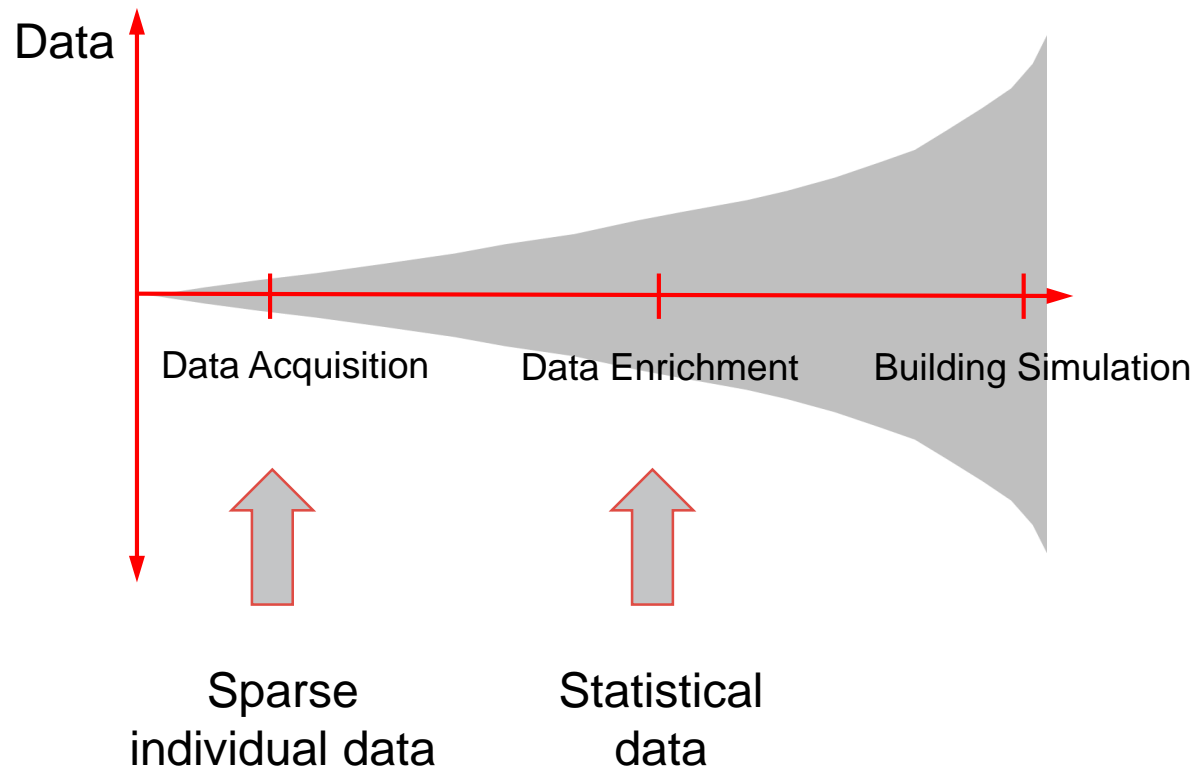 Data
Data Acquisition
Data Enrichment
Building Simulation
Sparse
individual data
Statistical
data